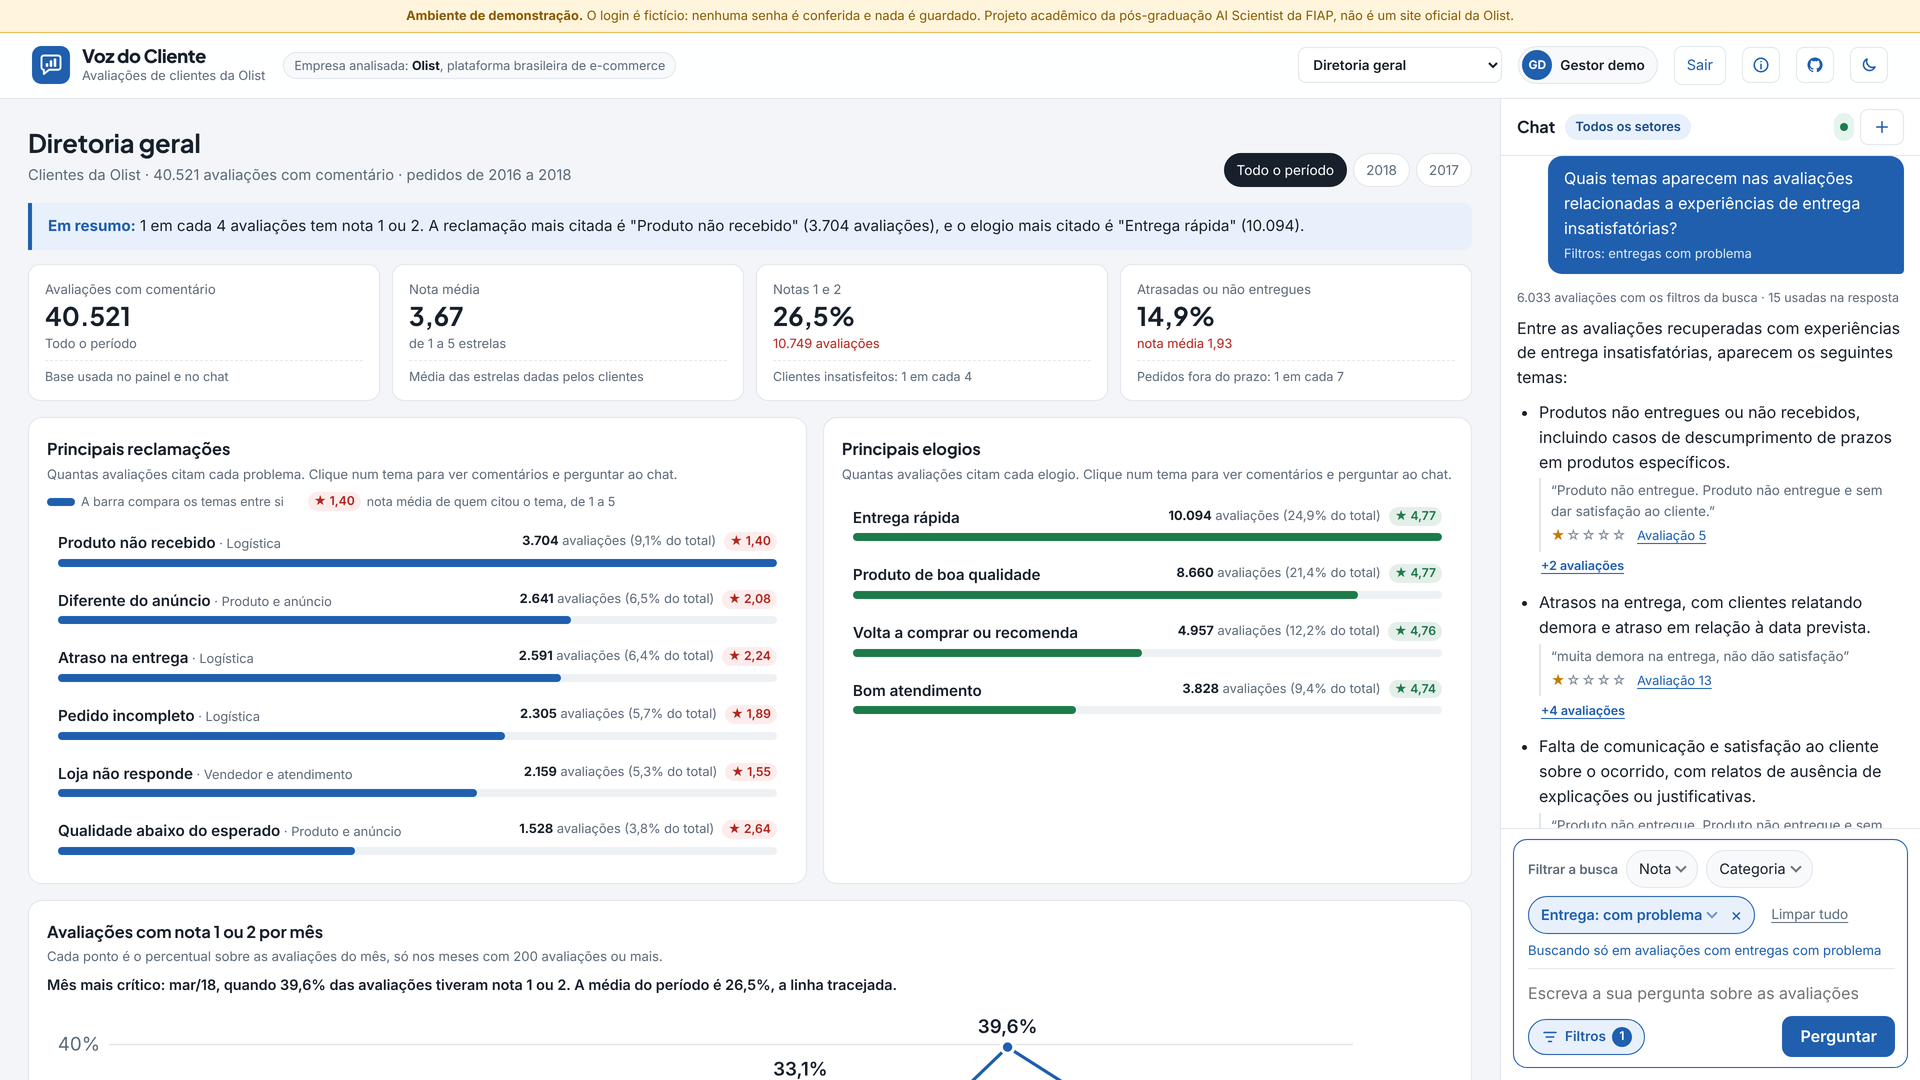 Ambiente de demonstração. O login é fictício: nenhuma senha é conferida e nada é guardado. Projeto acadêmico da pós-graduação AI Scientist da FIAP, não é um site oficial da Olist.
Voz do Cliente
Avaliações de clientes da Olist
Empresa analisada: Olist, plataforma brasileira de e-commerce
Diretoria geral
GD Gestor demo
Sair
Diretoria geral
Clientes da Olist · 40.521 avaliações com comentário · pedidos de 2016 a 2018
Todo o período
2018
2017
Em resumo: 1 em cada 4 avaliações tem nota 1 ou 2. A reclamação mais citada é "Produto não recebido" (3.704 avaliações), e o elogio mais citado é "Entrega rápida" (10.094).
Avaliações com comentário
40.521
Todo o período
Base usada no painel e no chat
Nota média
3,67
de 1 a 5 estrelas
Média das estrelas dadas pelos clientes
Notas 1 e 2
26,5%
10.749 avaliações
Clientes insatisfeitos: 1 em cada 4
Atrasadas ou não entregues
14,9%
nota média 1,93
Pedidos fora do prazo: 1 em cada 7
Principais reclamações
Quantas avaliações citam cada problema. Clique num tema para ver comentários e perguntar ao chat.
A barra compara os temas entre si ★ 1,40 nota média de quem citou o tema, de 1 a 5
Produto não recebido · Logística 3.704 avaliações (9,1% do total) ★ 1,40
Diferente do anúncio · Produto e anúncio 2.641 avaliações (6,5% do total) ★ 2,08
Atraso na entrega · Logística 2.591 avaliações (6,4% do total) ★ 2,24
Pedido incompleto · Logística 2.305 avaliações (5,7% do total) ★ 1,89
Loja não responde · Vendedor e atendimento 2.159 avaliações (5,3% do total) ★ 1,55
Qualidade abaixo do esperado · Produto e anúncio 1.528 avaliações (3,8% do total) ★ 2,64
Principais elogios
Quantas avaliações citam cada elogio. Clique num tema para ver comentários e perguntar ao chat.
Entrega rápida 10.094 avaliações (24,9% do total) ★ 4,77
Produto de boa qualidade 8.660 avaliações (21,4% do total) ★ 4,77
Volta a comprar ou recomenda 4.957 avaliações (12,2% do total) ★ 4,76
Bom atendimento 3.828 avaliações (9,4% do total) ★ 4,74
Avaliações com nota 1 ou 2 por mês
Cada ponto é o percentual sobre as avaliações do mês, só nos meses com 200 avaliações ou mais.
Mês mais crítico: mar/18, quando 39,6% das avaliações tiveram nota 1 ou 2. A média do período é 26,5%, a linha tracejada.
39,6%
40%
33,1%
Chat Todos os setores
Quais temas aparecem nas avaliações
relacionadas a experiências de entrega
insatisfatórias?
Filtros: entregas com problema
6.033 avaliações com os filtros da busca · 15 usadas na resposta
Entre as avaliações recuperadas com experiências
de entrega insatisfatórias, aparecem os seguintes
temas:
• Produtos não entregues ou não recebidos,
incluindo casos de descumprimento de prazos
em produtos específicos.
“Produto não entregue. Produto não entregue e sem
dar satisfação ao cliente.”
★☆☆☆☆ Avaliação 5
+2 avaliações
• Atrasos na entrega, com clientes relatando
demora e atraso em relação à data prevista.
“muita demora na entrega, não dão satisfação”
★☆☆☆☆ Avaliação 13
+4 avaliações
• Falta de comunicação e satisfação ao cliente
sobre o ocorrido, com relatos de ausência de
explicações ou justificativas.
“Produto não entregue. Produto não entregue e sem
Filtrar a busca
Nota
Categoria
Entrega: com problema ×
Limpar tudo
Buscando só em avaliações com entregas com problema
Escreva a sua pergunta sobre as avaliações
Filtros 1
Perguntar